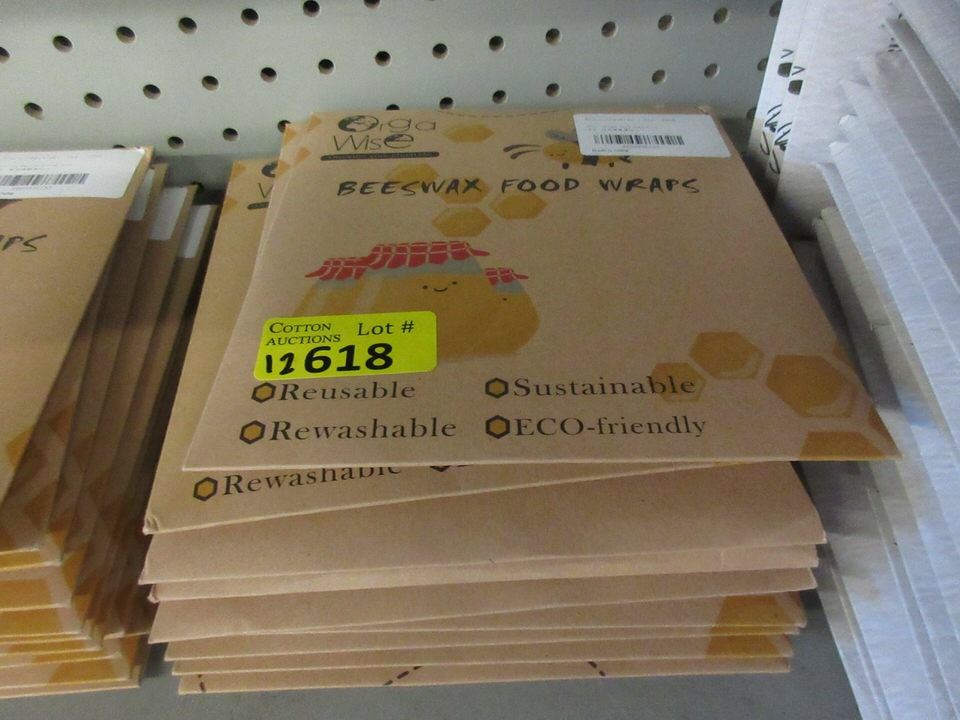 Orga
Wise
BEESWAX FOOD WRAPS
COTTON
AUCTIONS
Lot #
12618
Reusable
Sustainable
Rewashable
ECO-friendly
Rewashable